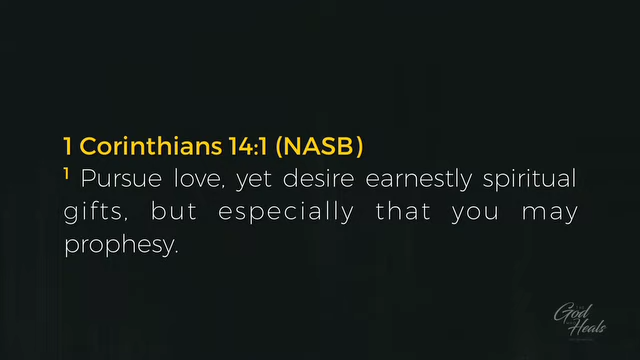 1 Corinthians 14:1 (NASB)
1 Pursue love, yet desire earnestly spiritual
gifts, but especially that you may
prophesy.
God
Heals